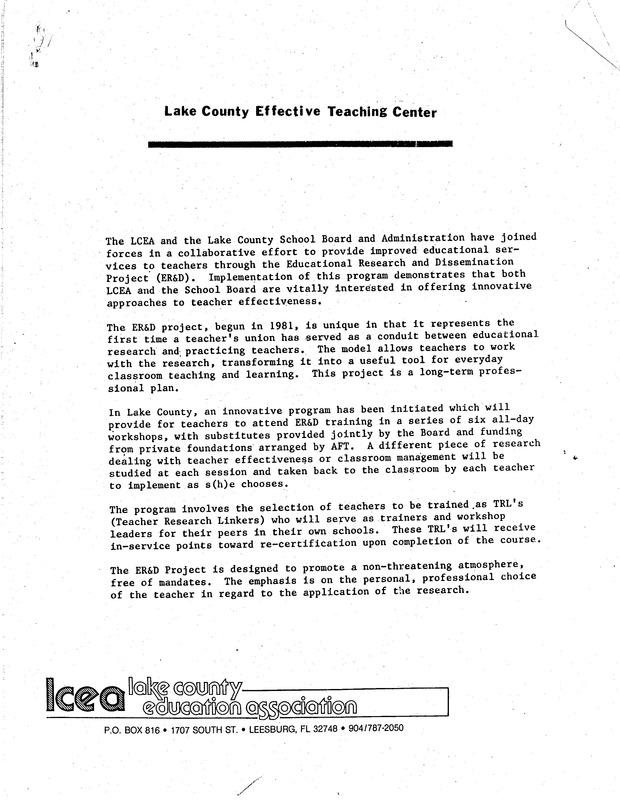 Lake County Effective Teaching Center
The LCEA and the Lake County School Board and Administration have joined
forces in a collaborative effort to provide improved educational ser-
vices to teachers through the Educational Research and Dissemination
Project (ER&D). Implementation of this program demonstrates that both
LCEA and the School Board are vitally interested in offering innovative
approaches to teacher effectiveness.
The ER&D project, begun in 1981, is unique in that it represents the
first time a teacher's union has served as a conduit between educational
research and practicing teachers. The model allows teachers to work
with the research, transforming it into a useful tool for everyday
classroom teaching and learning. This project is a long-term profes-
sional plan.
In Lake County, an innovative program has been initiated which will
provide for teachers to attend ER&D training in a series of six all-day
workshops, with substitutes provided jointly by the Board and funding
from private foundations arranged by AFT. A different piece of research
dealing with teacher effectiveness or classroom management will be
studied at each session and taken back to the classroom by each teacher
to implement as s(h)e chooses.
The program involves the selection of teachers to be trained as TRL's
(Teacher Research Linkers) who will serve as trainers and workshop
leaders for their peers in their own schools. These TRL's will receive
in-service points toward re-certification upon completion of the course.
The ER&D Project is designed to promote a non-threatening atmosphere,
free of mandates. The emphasis is on the personal, professional choice
of the teacher in regard to the application of the research.
lcea lake county
education association
P.O. BOX 816 • 1707 SOUTH ST. • LEESBURG, FL 32748 • 904/787-2050